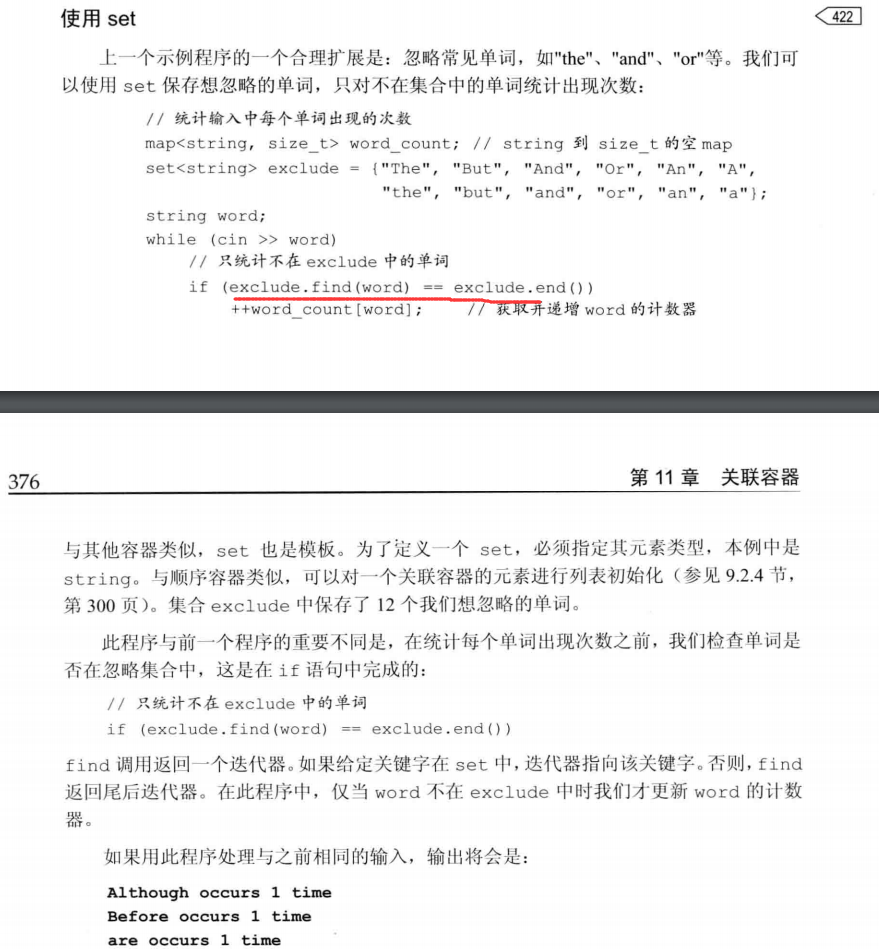 使用 set
422
上一个示例程序的一个合理扩展是：忽略常见单词，如"the"、"and"、"or"等。我们可
以使用 set 保存想忽略的单词，只对不在集合中的单词统计出现次数：
// 统计输入中每个单词出现的次数
map<string, size_t> word_count; // string 到 size_t 的空 map
set<string> exclude = {"The", "But", "And", "Or", "An", "A",
"the", "but", "and", "or", "an", "a"};
string word;
while (cin >> word)
// 只统计不在 exclude 中的单词
if (exclude.find(word) == exclude.end())
++word_count[word]; // 获取并递增 word 的计数器
376
第 11 章 关联容器
与其他容器类似，set 也是模板。为了定义一个 set，必须指定其元素类型，本例中是
string。与顺序容器类似，可以对一个关联容器的元素进行列表初始化（参见 9.2.4 节，
第 300 页）。集合 exclude 中保存了 12 个我们想忽略的单词。
此程序与前一个程序的重要不同是，在统计每个单词出现次数之前，我们检查单词是
否在忽略集合中，这是在 if 语句中完成的：
// 只统计不在 exclude 中的单词
if (exclude.find(word) == exclude.end())
find 调用返回一个迭代器。如果给定关键字在 set 中，迭代器指向该关键字。否则，find
返回尾后迭代器。在此程序中，仅当 word 不在 exclude 中时我们才更新 word 的计数
器。
如果用此程序处理与之前相同的输入，输出将会是：
Although occurs 1 time
Before occurs 1 time
are occurs 1 time